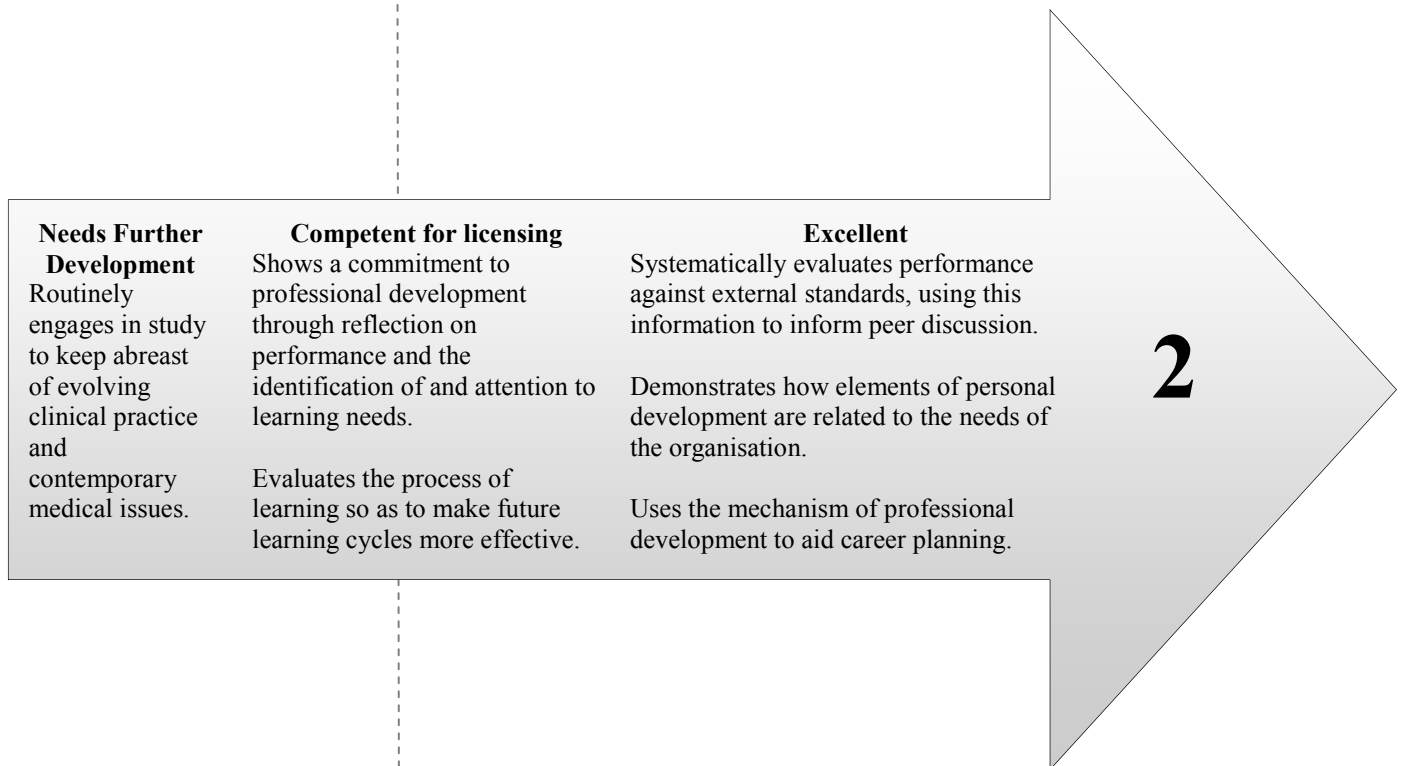 Needs Further
Development
Routinely
engages in study
to keep abreast
of evolving
clinical practice
and
contemporary
medical issues.
Competent for licensing
Shows a commitment to
professional development
through reflection on
performance and the
identification of and attention to
learning needs.
Evaluates the process of
learning so as to make future
learning cycles more effective.
Excellent
Systematically evaluates performance
against external standards, using this
information to inform peer discussion.
Demonstrates how elements of personal
development are related to the needs of
the organisation.
Uses the mechanism of professional
development to aid career planning.
2